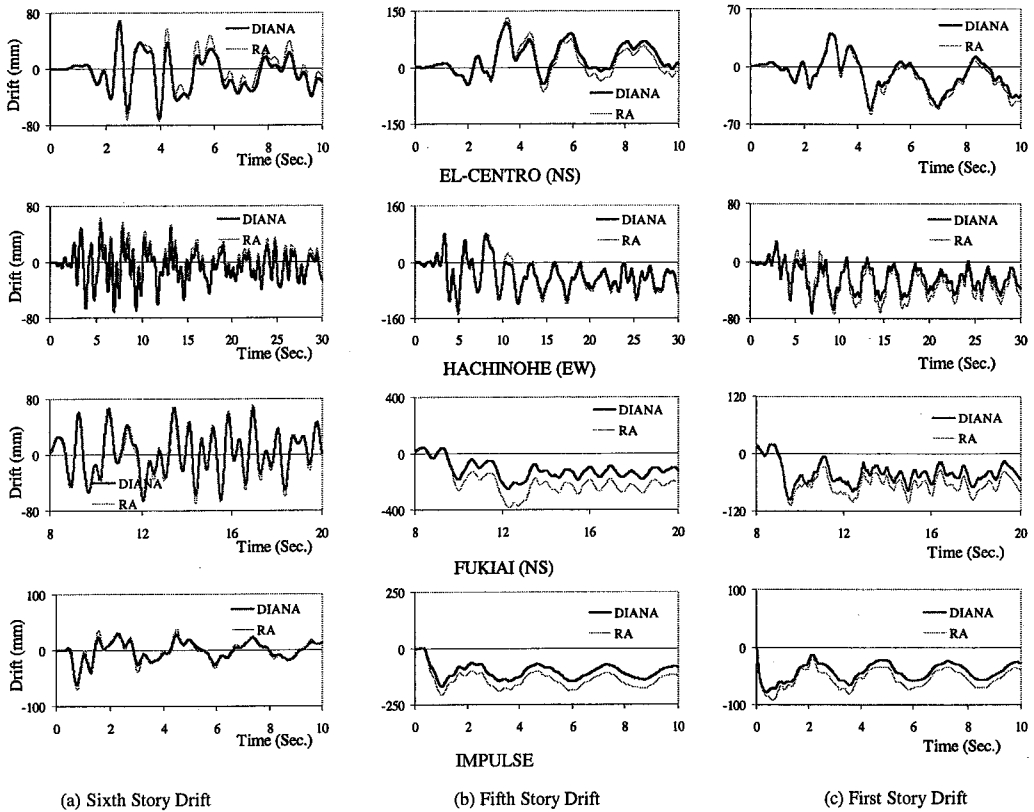 80
DIANA
RA
Drift (mm)
0
-80
0 2 4 6 8 10
Time (Sec.)
150
0
DIANA
RA
-150
0 2 4 6 8 10
70
DIANA
RA
0
-70
0 2 4 6 8 10
Time (Sec.)
EL-CENTRO (NS)
80
DIANA
RA
Drift (mm)
0
-80
0 5 10 15 20 25 30
Time (Sec.)
160
DIANA
RA
0
-160
0 5 10 15 20 25 30
80
DIANA
RA
0
-80
0 5 10 15 20 25 30
Time (Sec.)
HACHINOHE (EW)
80
Drift (mm)
0
DIANA
RA
-80
8 12 16 20
Time (Sec.)
400
DIANA
RA
0
-400
8 12 16 20
120
DIANA
RA
0
-120
8 12 16 20
Time (Sec.)
FUKIAI (NS)
100
DIANA
RA
Drift (mm)
0
-100
0 2 4 6 8 10
Time (Sec.)
250
DIANA
RA
0
-250
0 2 4 6 8 10
100
DIANA
RA
0
-100
0 2 4 6 8 10
Time (Sec.)
IMPULSE
(a) Sixth Story Drift
(b) Fifth Story Drift
(c) First Story Drift